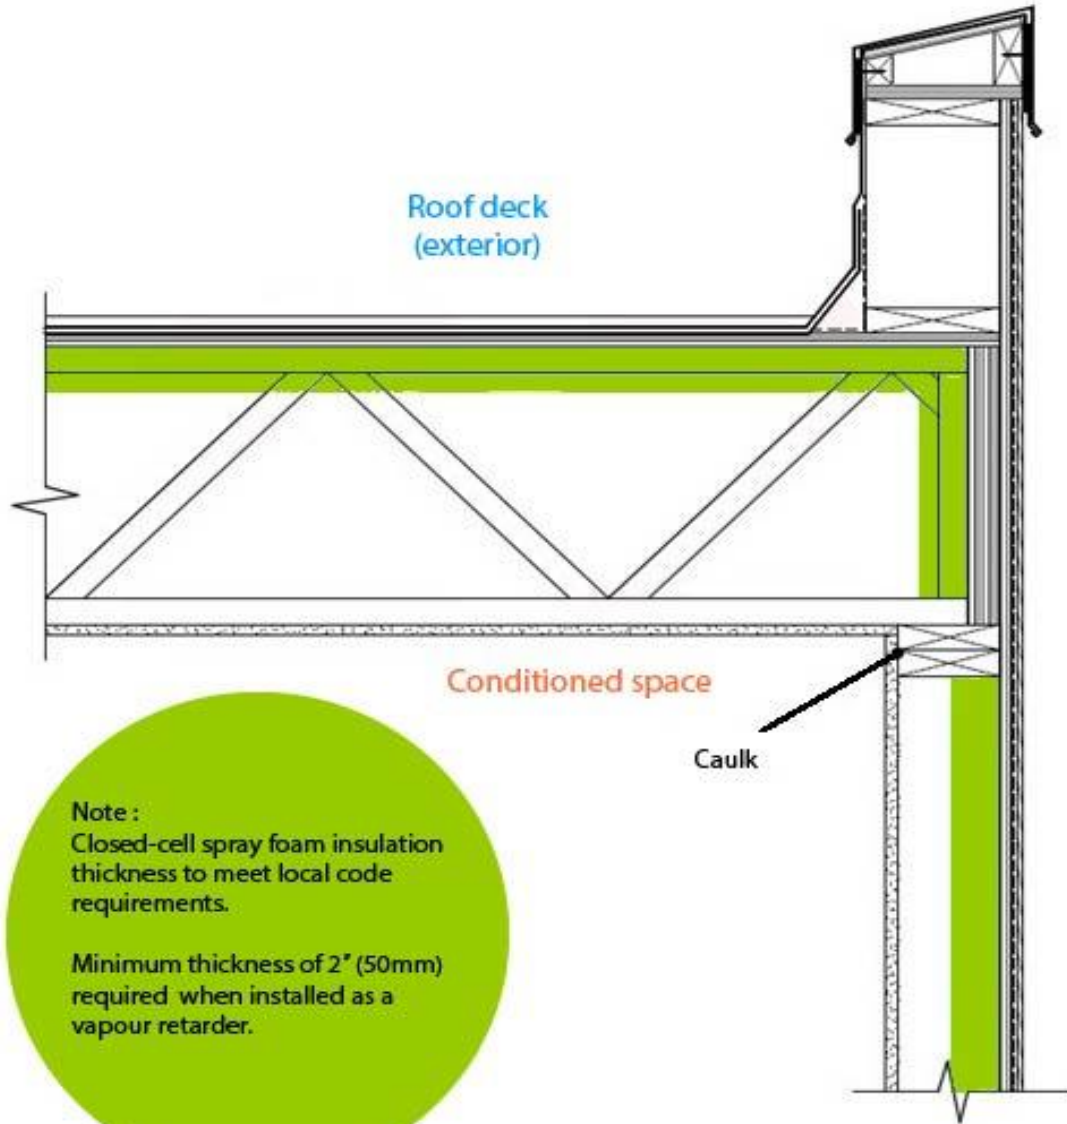 Roof deck
(exterior)
Conditioned space
Caulk
Note :
Closed-cell spray foam insulation
thickness to meet local code
requirements.
Minimum thickness of 2" (50mm)
required when installed as a
vapour retarder.